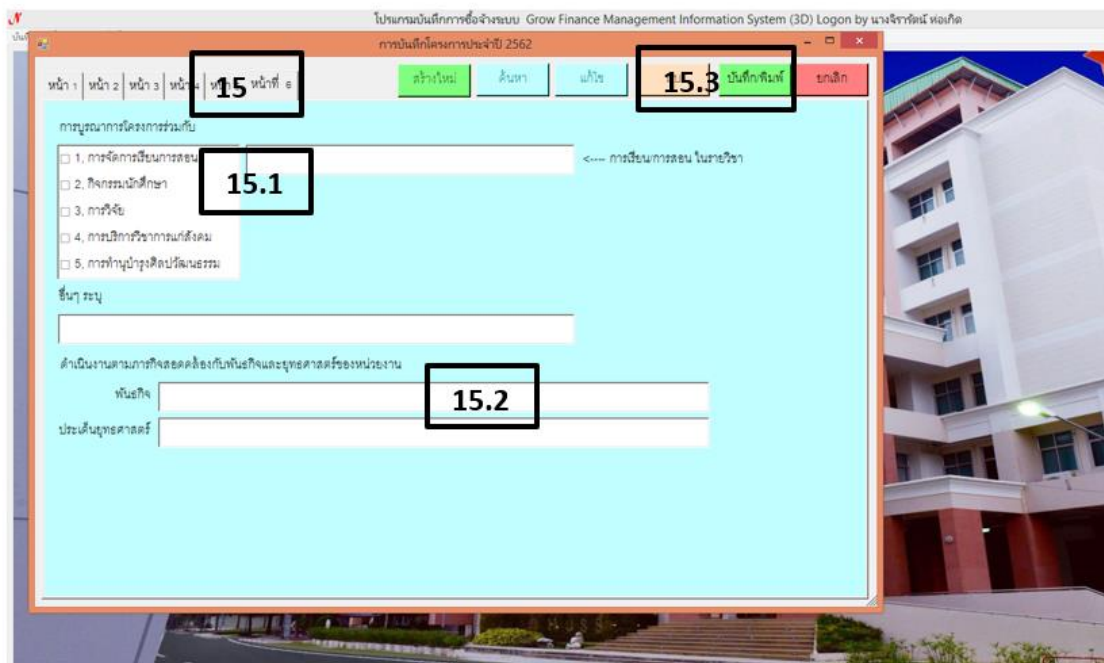 โปรแกรมบันทึกการซื้อจ้างระบบ Grow Finance Management Information System (3D) Logon by นางจิราร้ตน์ ห่อเกิด
การบันทึกโครงการประจำปี 2562
หน้า 1 หน้า 2 หน้า 3 หน้า 4 15 หน้าที่ 6 สร้างใหม่ ค้นหา แก้ไข 15.3 บันทึก/พิมพ์ ยกเลิก
การบูรณาการโครงการร่วมกับ
1. การจัดการเรียนการสอน <---- การเรียน/การสอน ในรายวิชา
15.1
2. กิจกรรมนักศึกษา
3. การวิจัย
4. การบริการวิชาการแก่สังคม
5. การทำนุบำรุงศิลปวัฒนธรรม
อื่นๆ ระบุ
ดำเนินงานตามภารกิจสอดคล้องกับพันธกิจและยุทธศาสตร์ของหน่วยงาน
พันธกิจ 15.2
ประเด็นยุทธศาสตร์